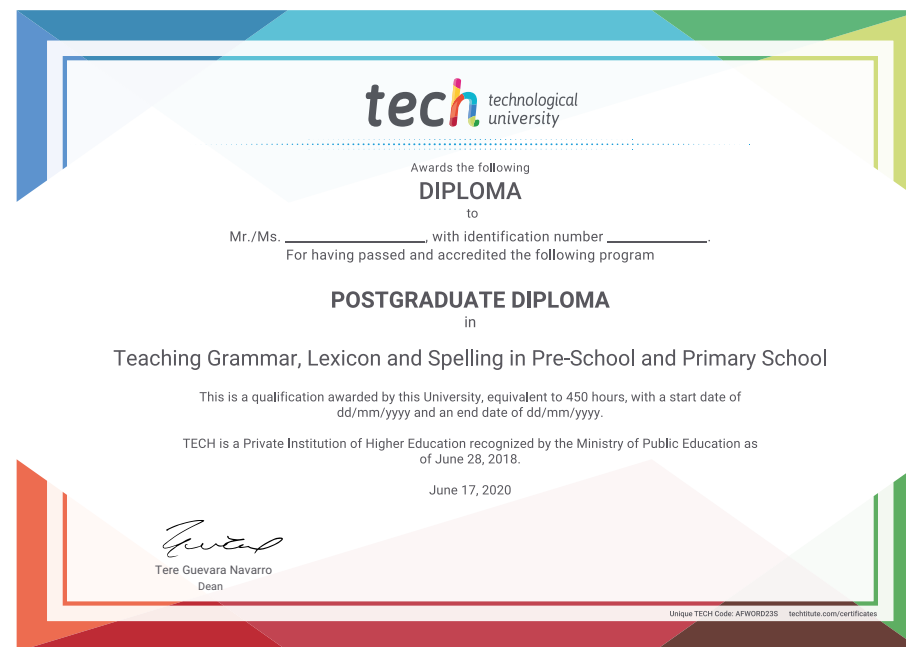 tech technological
university
Awards the following
DIPLOMA
to
Mr./Ms. ____________________, with identification number ______________.
For having passed and accredited the following program
POSTGRADUATE DIPLOMA
in
Teaching Grammar, Lexicon and Spelling in Pre-School and Primary School
This is a qualification awarded by this University, equivalent to 450 hours, with a start date of
dd/mm/yyyy and an end date of dd/mm/yyyy.
TECH is a Private Institution of Higher Education recognized by the Ministry of Public Education as
of June 28, 2018.
June 17, 2020
Tere Guevara Navarro
Dean
Unique TECH Code: AFWORD23S techtitute.com/certificates